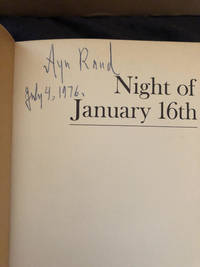 Ayn Rand
July 4, 1976.
Night of
January 16th